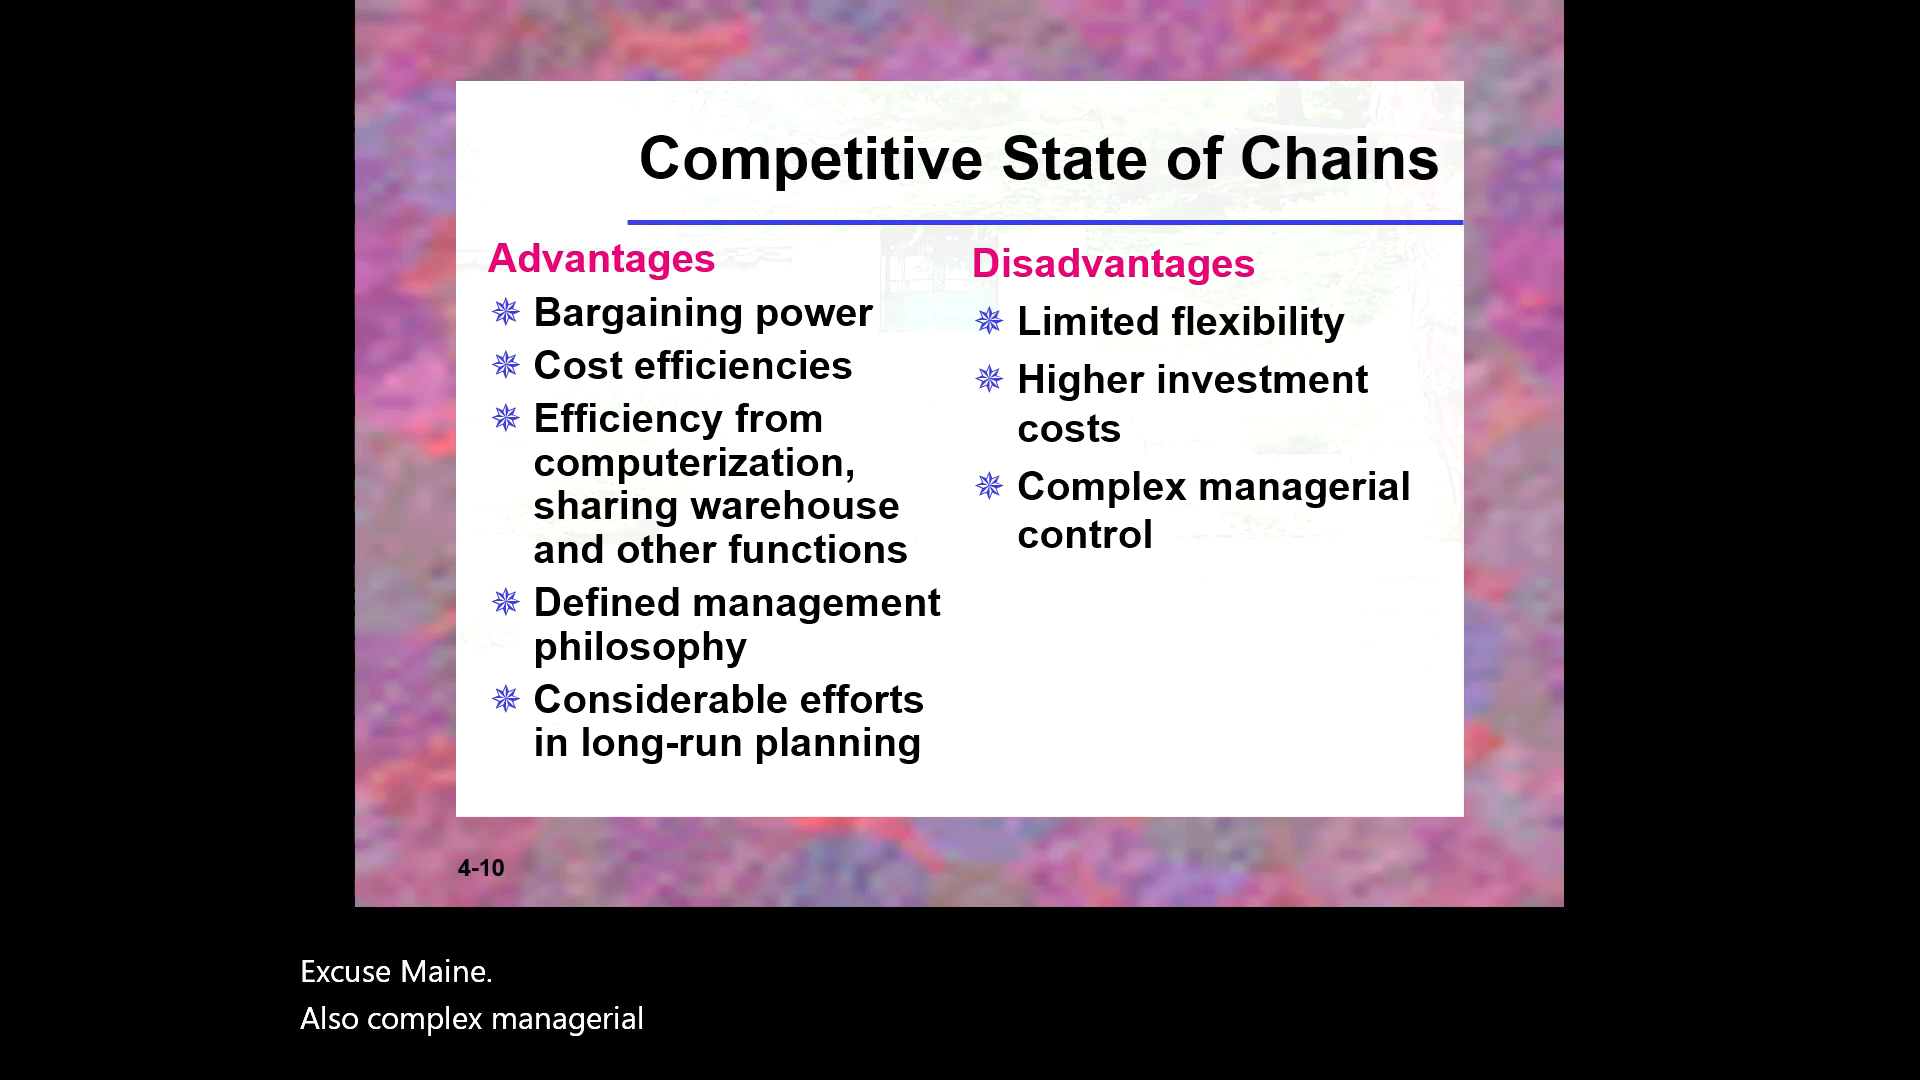 Competitive State of Chains
Advantages
Bargaining power
Cost efficiencies
Efficiency from
computerization,
sharing warehouse
and other functions
Defined management
philosophy
Considerable efforts
in long-run planning
Disadvantages
Limited flexibility
Higher investment
costs
Complex managerial
control
4-10
Excuse Maine.
Also complex managerial